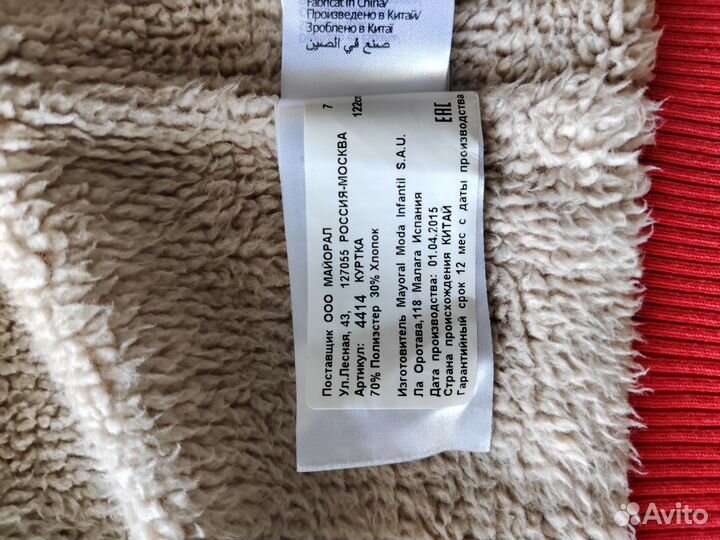 Fabricat în China/
Произведено в Китай/
Зроблено в Китаї
صنع في الصين
Поставщик ООО МАЙОРАЛ 7
Ул.Лесная, 43, 127055 РОССИЯ-МОСКВА
Артикул: 4414 КУРТКА 122cm
70% Полиэстер 30% Хлопок
Изготовитель Mayoral Moda Infantil S.A.U.
Ла Оротава,118 Малага Испания
Дата производства: 01.04.2015
Страна происхождения КИТАЙ
Гарантийный срок 12 мес с даты производства
EAC
Avito